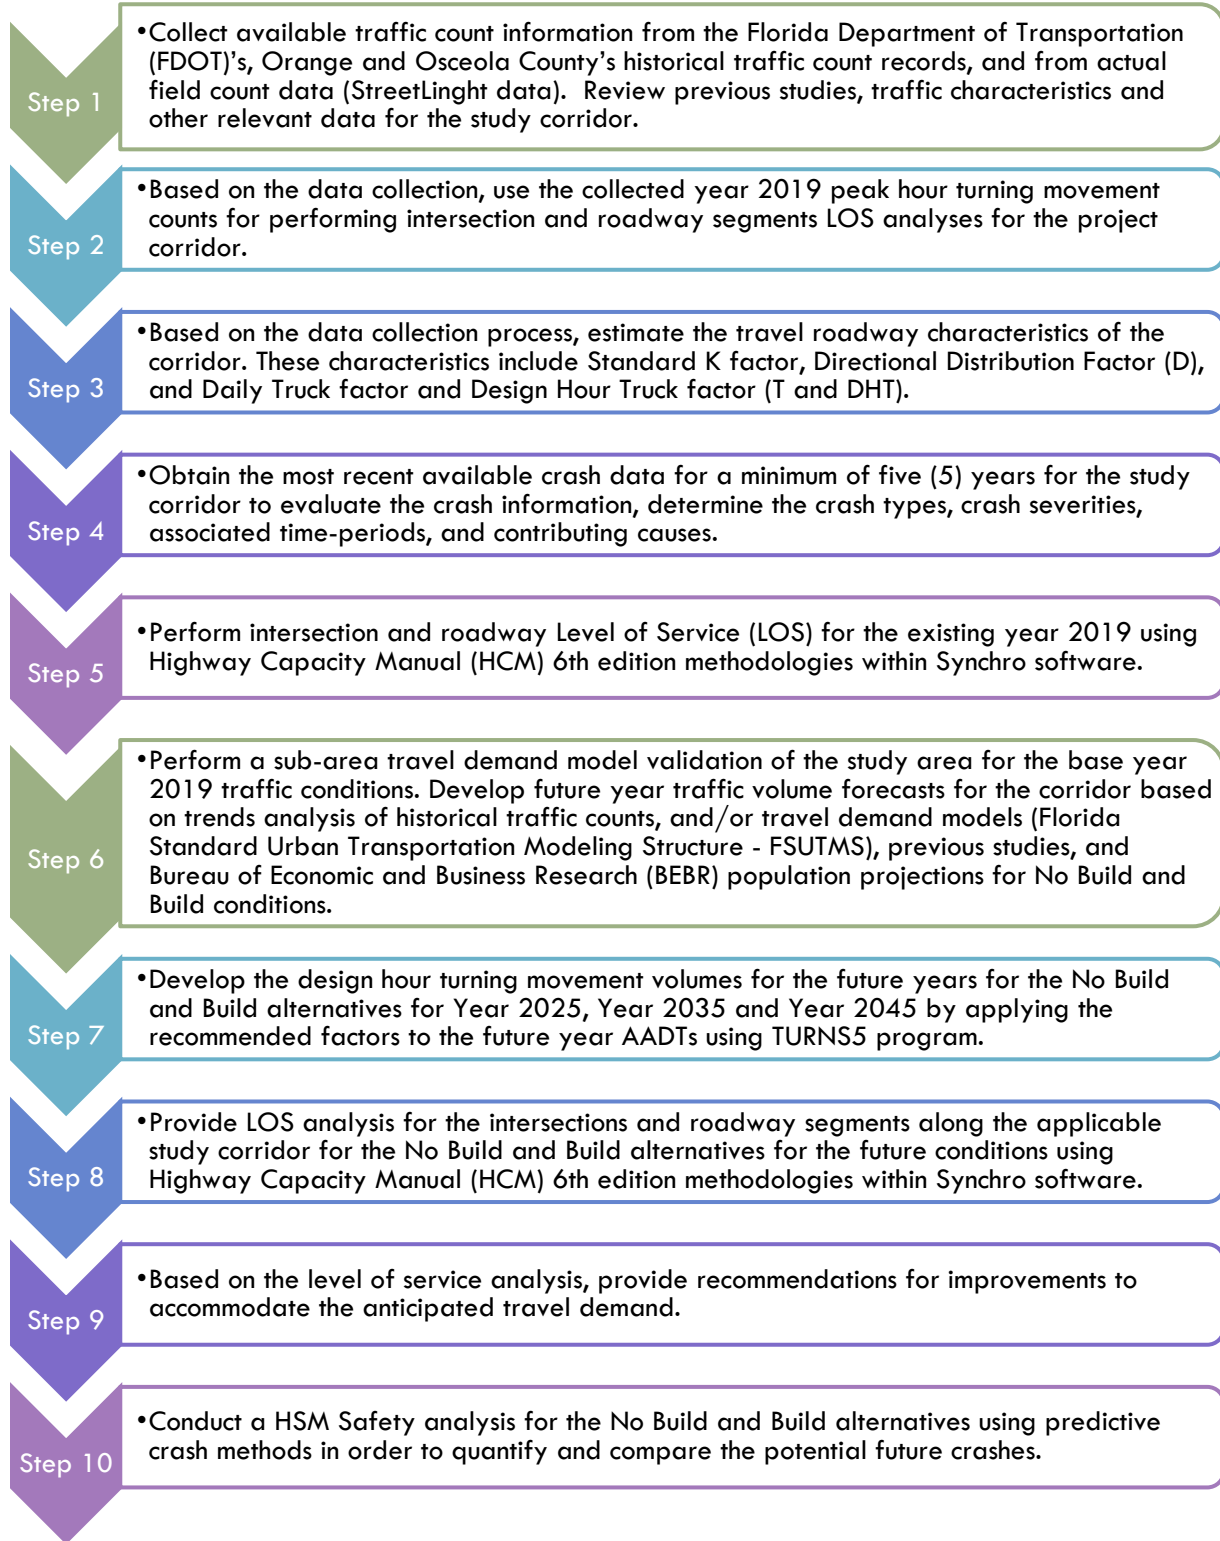 Step 1
•Collect available traffic count information from the Florida Department of Transportation
(FDOT)'s, Orange and Osceola County's historical traffic count records, and from actual
field count data (StreetLinght data).  Review previous studies, traffic characteristics and
other relevant data for the study corridor.
Step 2
•Based on the data collection, use the collected year 2019 peak hour turning movement
counts for performing intersection and roadway segments LOS analyses for the project
corridor.
Step 3
•Based on the data collection process, estimate the travel roadway characteristics of the
corridor. These characteristics include Standard K factor, Directional Distribution Factor (D),
and Daily Truck factor and Design Hour Truck factor (T and DHT).
Step 4
•Obtain the most recent available crash data for a minimum of five (5) years for the study
corridor to evaluate the crash information, determine the crash types, crash severities,
associated time-periods, and contributing causes.
Step 5
•Perform intersection and roadway Level of Service (LOS) for the existing year 2019 using
Highway Capacity Manual (HCM) 6th edition methodologies within Synchro software.
Step 6
•Perform a sub-area travel demand model validation of the study area for the base year
2019 traffic conditions. Develop future year traffic volume forecasts for the corridor based
on trends analysis of historical traffic counts, and/or travel demand models (Florida
Standard Urban Transportation Modeling Structure - FSUTMS), previous studies, and
Bureau of Economic and Business Research (BEBR) population projections for No Build and
Build conditions.
Step 7
•Develop the design hour turning movement volumes for the future years for the No Build
and Build alternatives for Year 2025, Year 2035 and Year 2045 by applying the
recommended factors to the future year AADTs using TURNS5 program.
Step 8
•Provide LOS analysis for the intersections and roadway segments along the applicable
study corridor for the No Build and Build alternatives for the future conditions using
Highway Capacity Manual (HCM) 6th edition methodologies within Synchro software.
Step 9
•Based on the level of service analysis, provide recommendations for improvements to
accommodate the anticipated travel demand.
Step 10
•Conduct a HSM Safety analysis for the No Build and Build alternatives using predictive
crash methods in order to quantify and compare the potential future crashes.